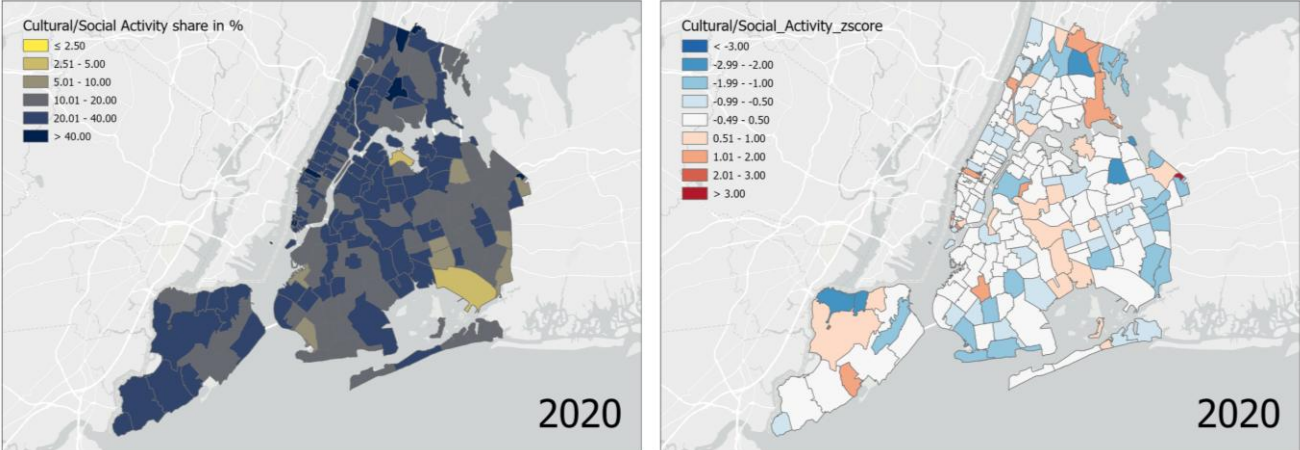 Cultural/Social Activity share in %
≤ 2.50
2.51 - 5.00
5.01 - 10.00
10.01 - 20.00
20.01 - 40.00
> 40.00
2020
Cultural/Social_Activity_zscore
< -3.00
-2.99 - -2.00
-1.99 - -1.00
-0.99 - -0.50
-0.49 - 0.50
0.51 - 1.00
1.01 - 2.00
2.01 - 3.00
> 3.00
2020